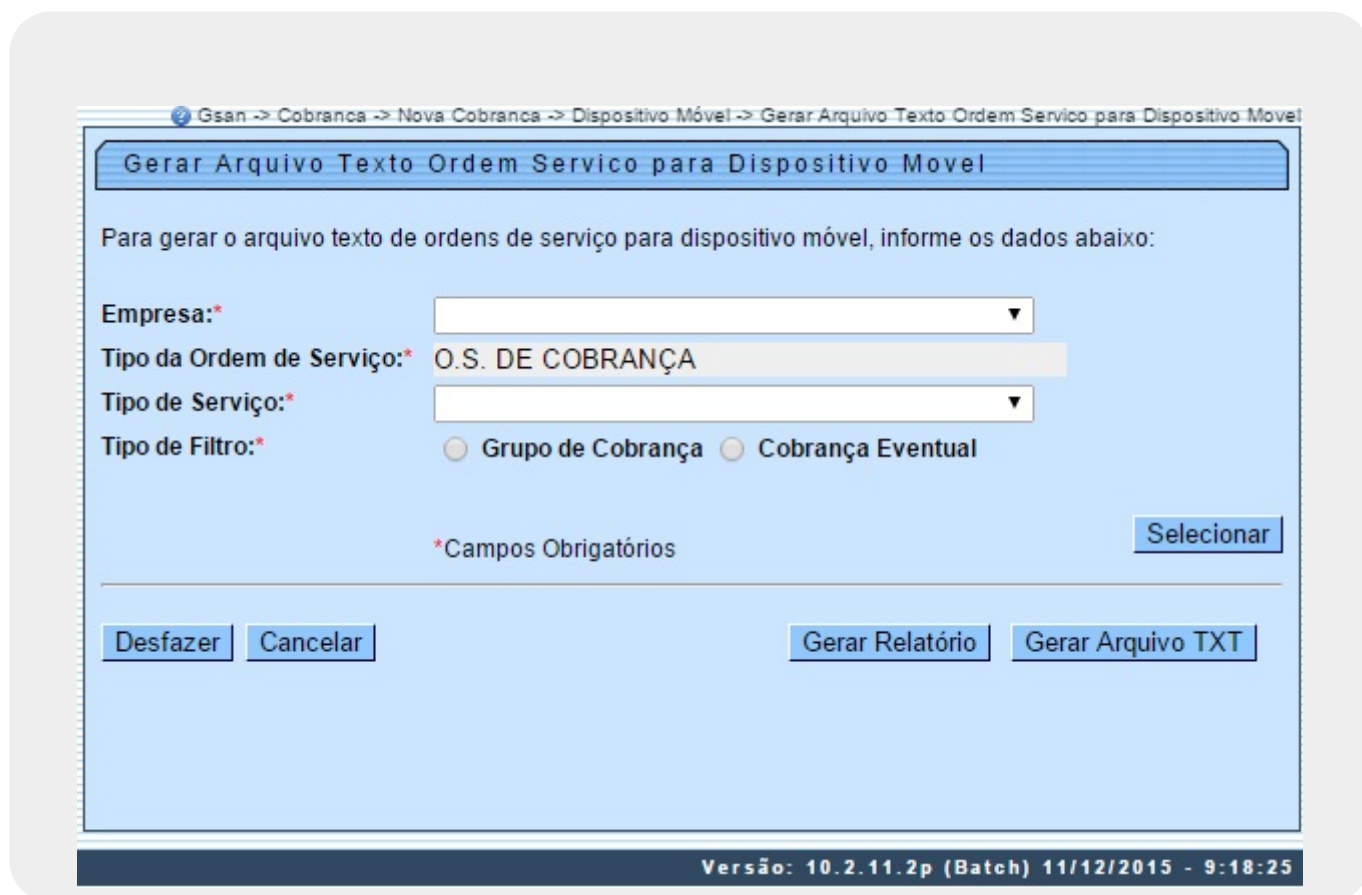 Gsan -> Cobranca -> Nova Cobranca -> Dispositivo Móvel -> Gerar Arquivo Texto Ordem Servico para Dispositivo Movel
Gerar Arquivo Texto Ordem Servico para Dispositivo Movel
Para gerar o arquivo texto de ordens de serviço para dispositivo móvel, informe os dados abaixo:
Empresa:*
Tipo da Ordem de Serviço:* O.S. DE COBRANÇA
Tipo de Serviço:*
Tipo de Filtro:* Grupo de Cobrança Cobrança Eventual
*Campos Obrigatórios Selecionar
Desfazer Cancelar Gerar Relatório Gerar Arquivo TXT
Versão: 10.2.11.2p (Batch) 11/12/2015 - 9:18:25